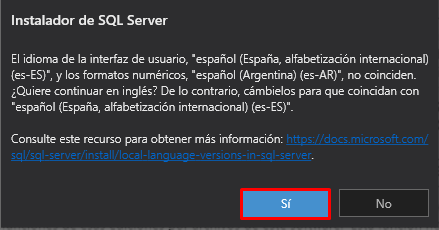 Instalador de SQL Server
El idioma de la interfaz de usuario, "español (España, alfabetización internacional)
(es-ES)", y los formatos numéricos, "español (Argentina) (es-AR)", no coinciden.
¿Quiere continuar en inglés? De lo contrario, cámbielos para que coincidan con
"español (España, alfabetización internacional) (es-ES)".
Consulte este recurso para obtener más información: https://docs.microsoft.com/
sql/sql-server/install/local-language-versions-in-sql-server.
Sí
No